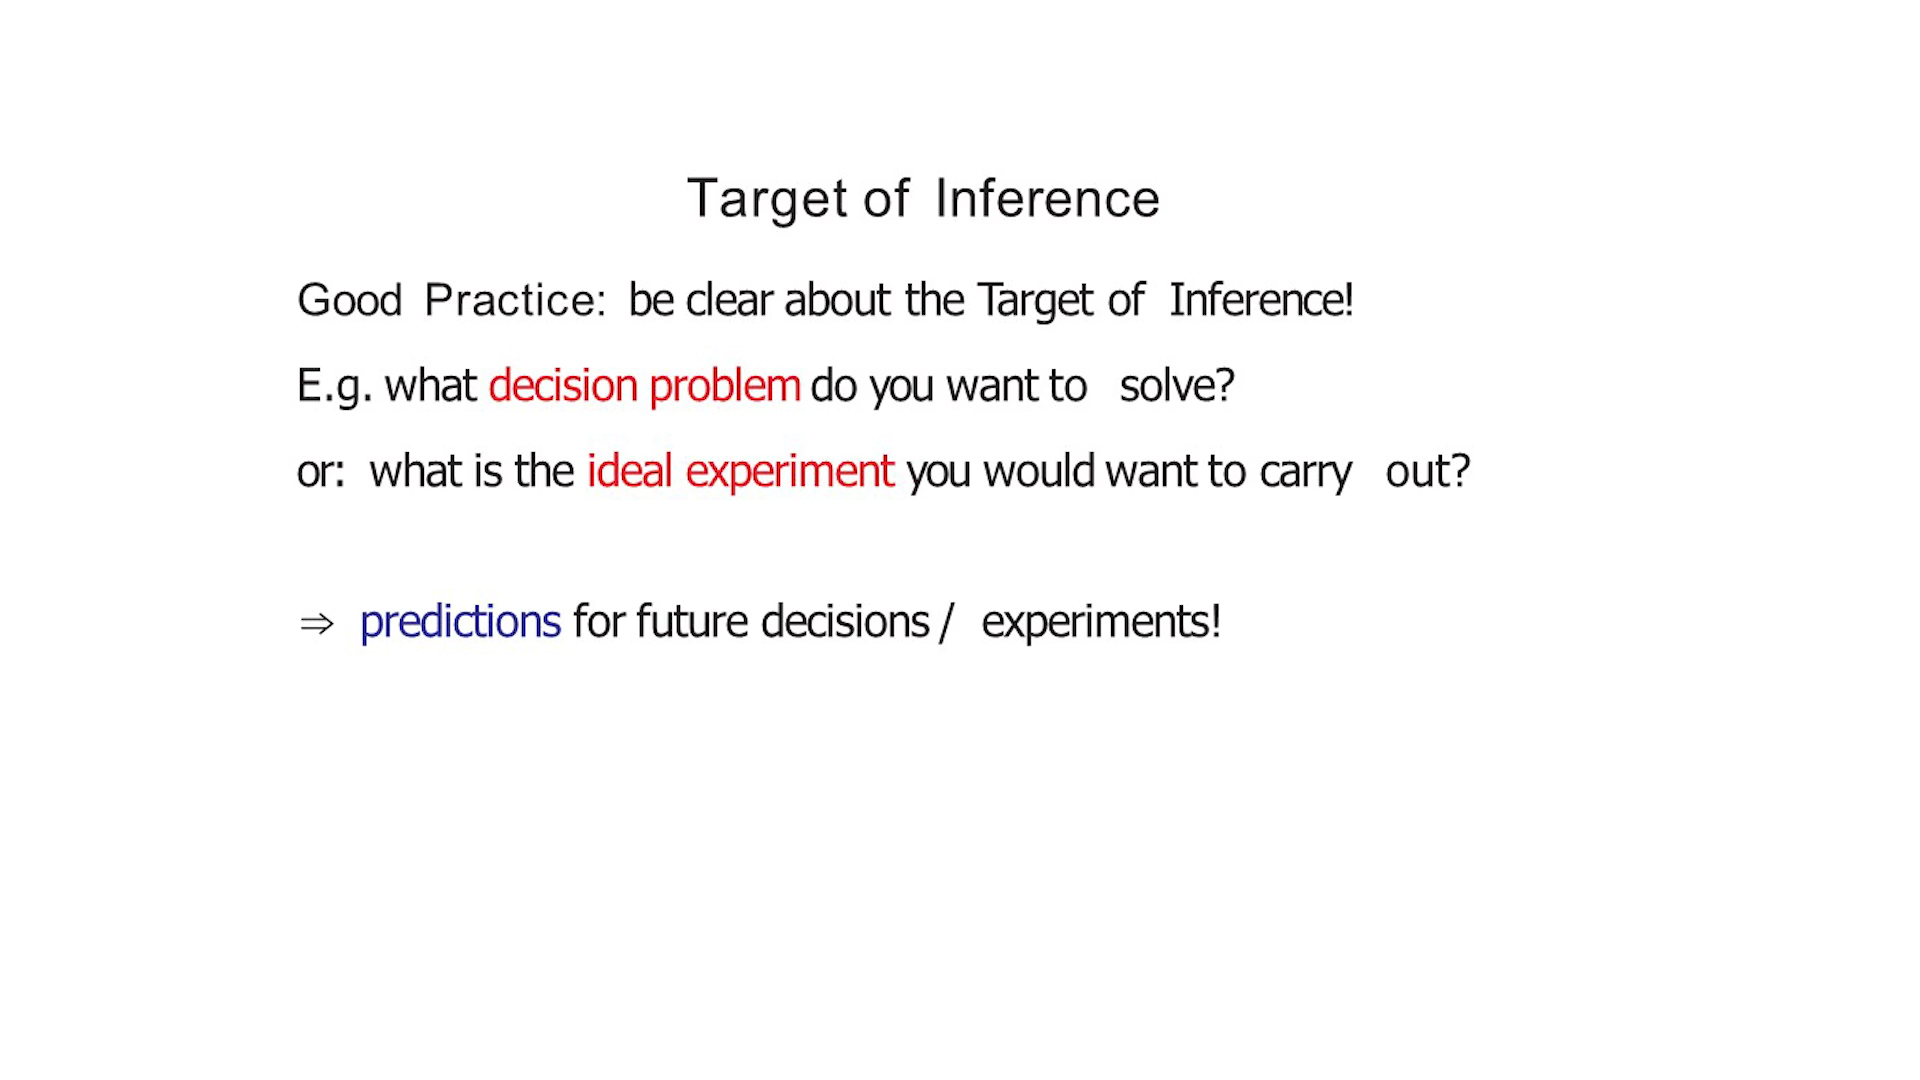 Target of Inference
Good Practice: be clear about the Target of Inference!
E.g. what decision problem do you want to solve?
or: what is the ideal experiment you would want to carry out?
⇒ predictions for future decisions / experiments!